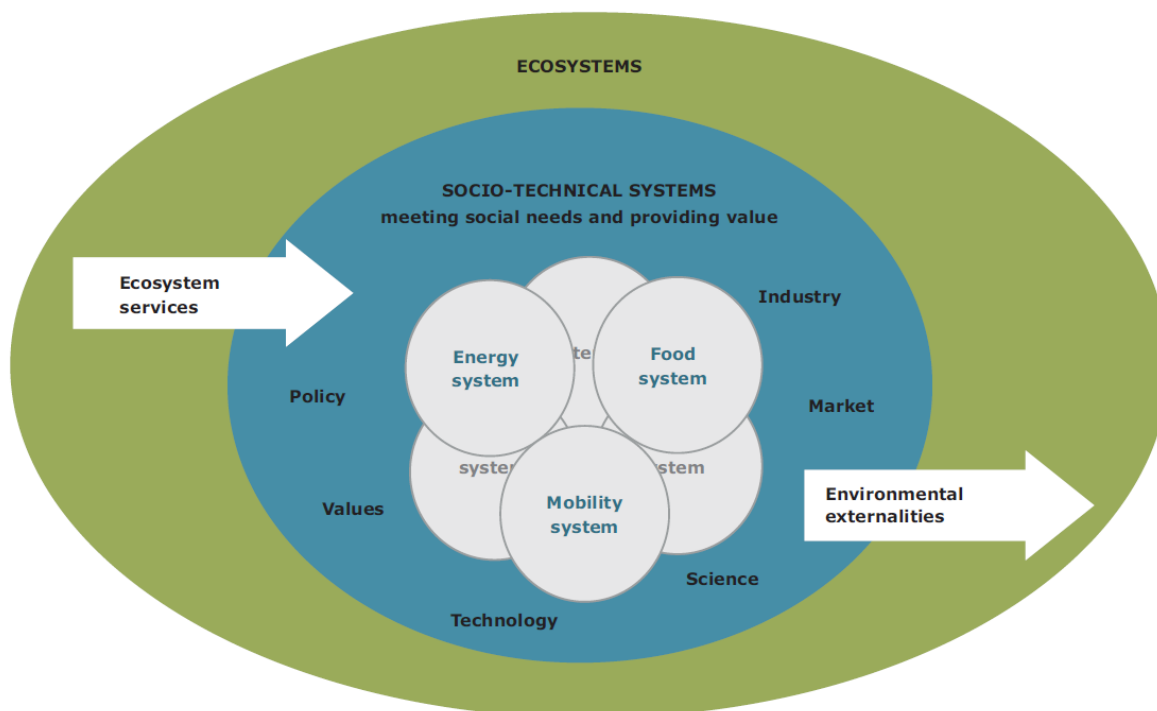 ECOSYSTEMS
SOCIO-TECHNICAL SYSTEMS
meeting social needs and providing value
Ecosystem
services
Industry
Energy
system
Food
system
Policy
Market
system
Values
Mobility
system
Environmental
externalities
Science
Technology